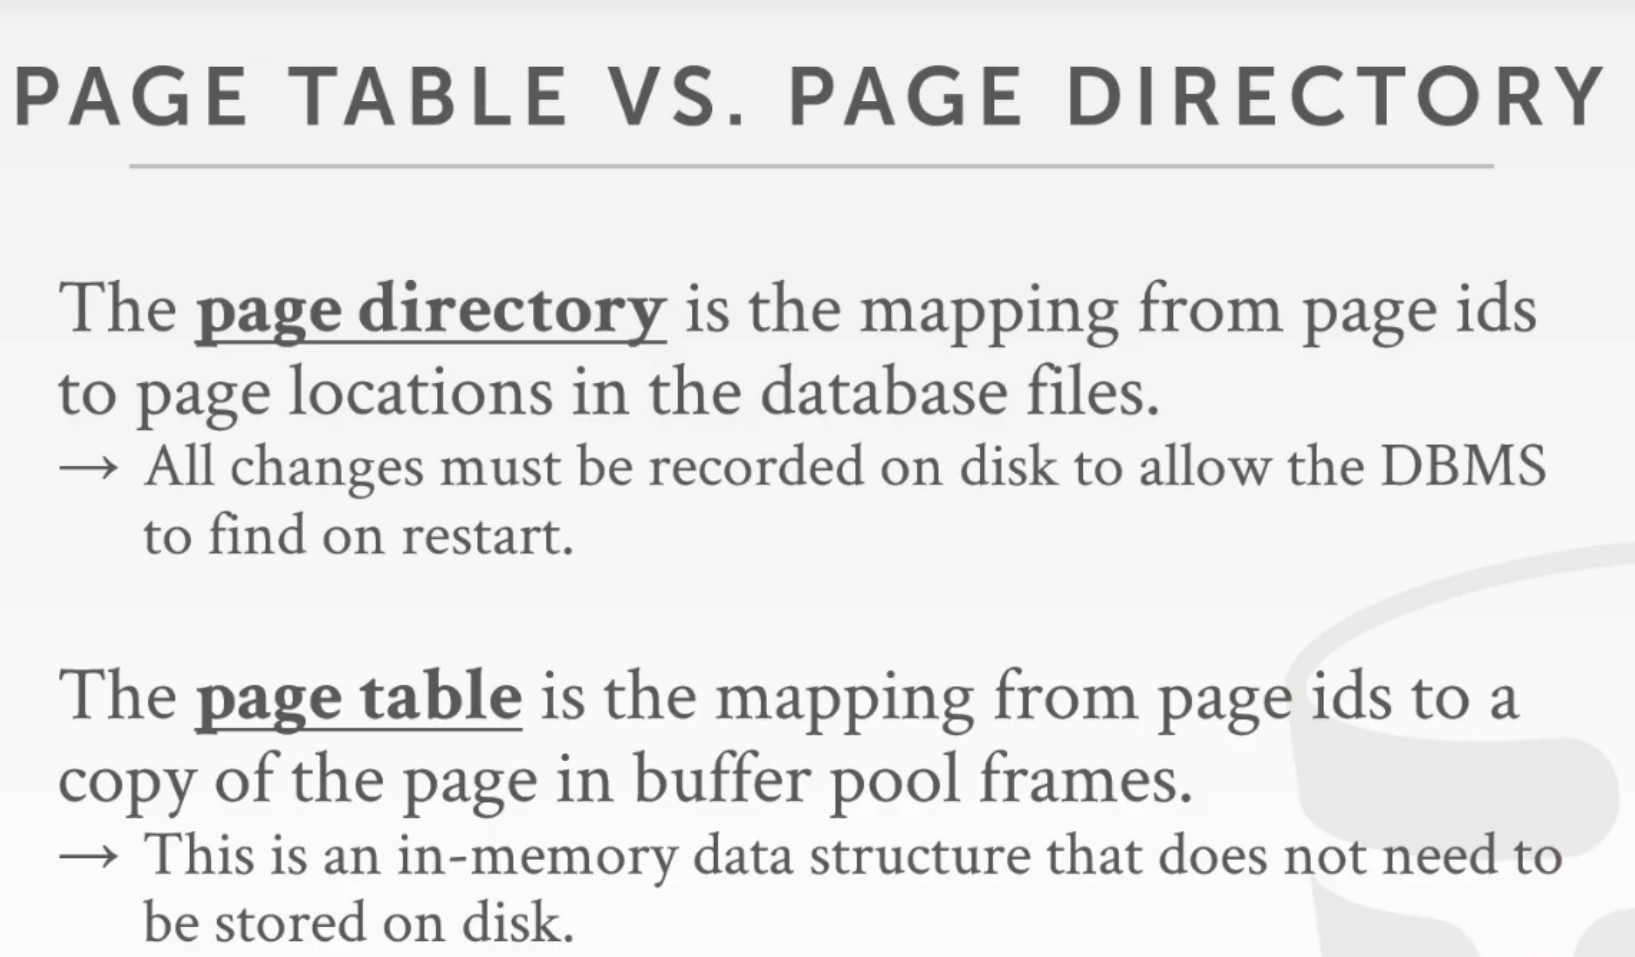 PAGE TABLE VS. PAGE DIRECTORY
The page directory is the mapping from page ids
to page locations in the database files.
→ All changes must be recorded on disk to allow the DBMS
to find on restart.
The page table is the mapping from page ids to a
copy of the page in buffer pool frames.
→ This is an in-memory data structure that does not need to
be stored on disk.